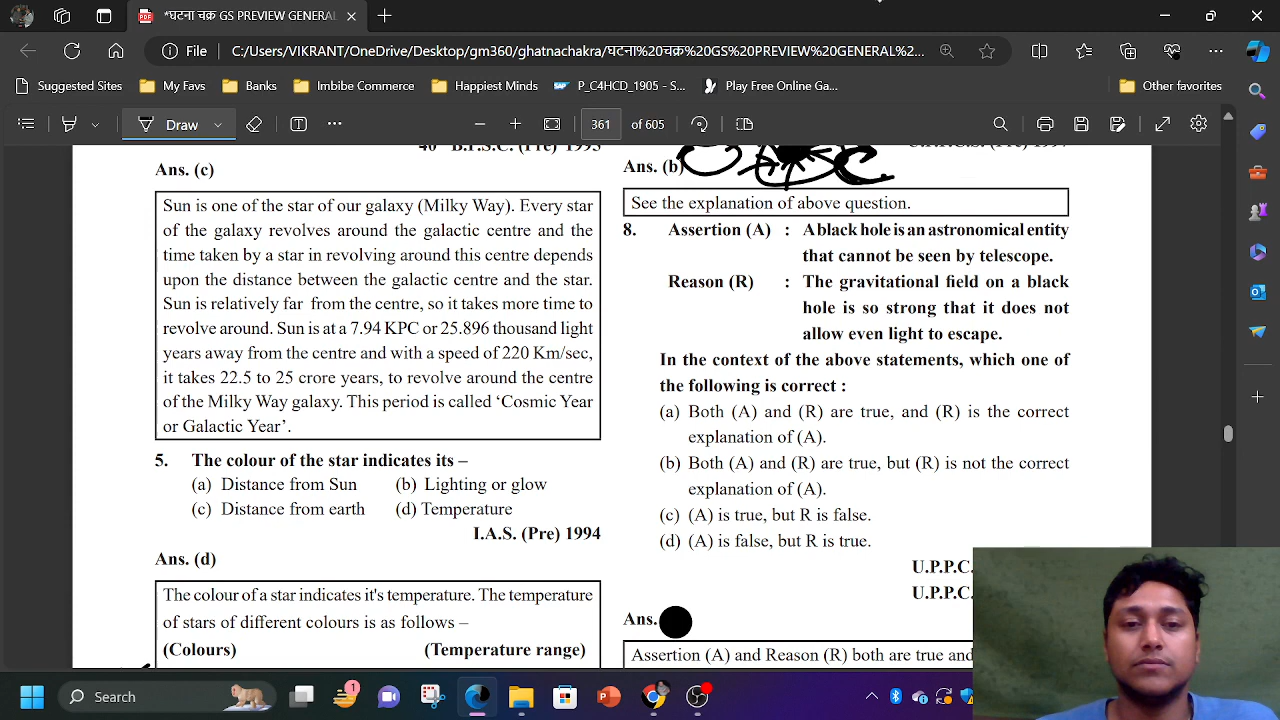 *घटना चक्र GS PREVIEW GENERAL
File C:/Users/VIKRANT/OneDrive/Desktop/gm360/ghatnachakra/घटना%20चक्र%20GS%20PREVIEW%20GENERAL%2...
Suggested Sites My Favs Banks Imbibe Commerce Happiest Minds P_C4HCD_1905 - S... Play Free Online Ga... Other favorites
Draw 361 of 605
Ans. (c)
Sun is one of the star of our galaxy (Milky Way). Every star
of the galaxy revolves around the galactic centre and the
time taken by a star in revolving around this centre depends
upon the distance between the galactic centre and the star.
Sun is relatively far from the centre, so it takes more time to
revolve around. Sun is at a 7.94 KPC or 25.896 thousand light
years away from the centre and with a speed of 220 Km/sec,
it takes 22.5 to 25 crore years, to revolve around the centre
of the Milky Way galaxy. This period is called ‘Cosmic Year
or Galactic Year’.
5. The colour of the star indicates its –
(a) Distance from Sun (b) Lighting or glow
(c) Distance from earth (d) Temperature
I.A.S. (Pre) 1994
Ans. (d)
The colour of a star indicates it's temperature. The temperature
of stars of different colours is as follows –
(Colours) (Temperature range)
Ans. (b)
See the explanation of above question.
8. Assertion (A) : A black hole is an astronomical entity
that cannot be seen by telescope.
Reason (R) : The gravitational field on a black
hole is so strong that it does not
allow even light to escape.
In the context of the above statements, which one of
the following is correct :
(a) Both (A) and (R) are true, and (R) is the correct
explanation of (A).
(b) Both (A) and (R) are true, but (R) is not the correct
explanation of (A).
(c) (A) is true, but R is false.
(d) (A) is false, but R is true.
U.P.P.C.
U.P.P.C.
Ans.
Assertion (A) and Reason (R) both are true and
Search
1